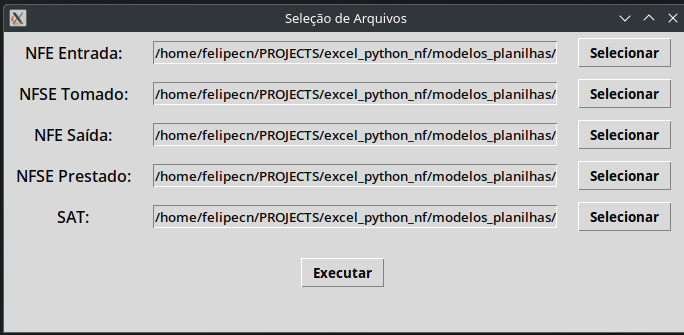 Seleção de Arquivos
NFE Entrada: /home/felipecn/PROJECTS/excel_python_nf/modelos_planilhas/ Selecionar
NFSE Tomado: /home/felipecn/PROJECTS/excel_python_nf/modelos_planilhas/ Selecionar
NFE Saída: /home/felipecn/PROJECTS/excel_python_nf/modelos_planilhas/ Selecionar
NFSE Prestado: /home/felipecn/PROJECTS/excel_python_nf/modelos_planilhas/ Selecionar
SAT: /home/felipecn/PROJECTS/excel_python_nf/modelos_planilhas/ Selecionar
Executar